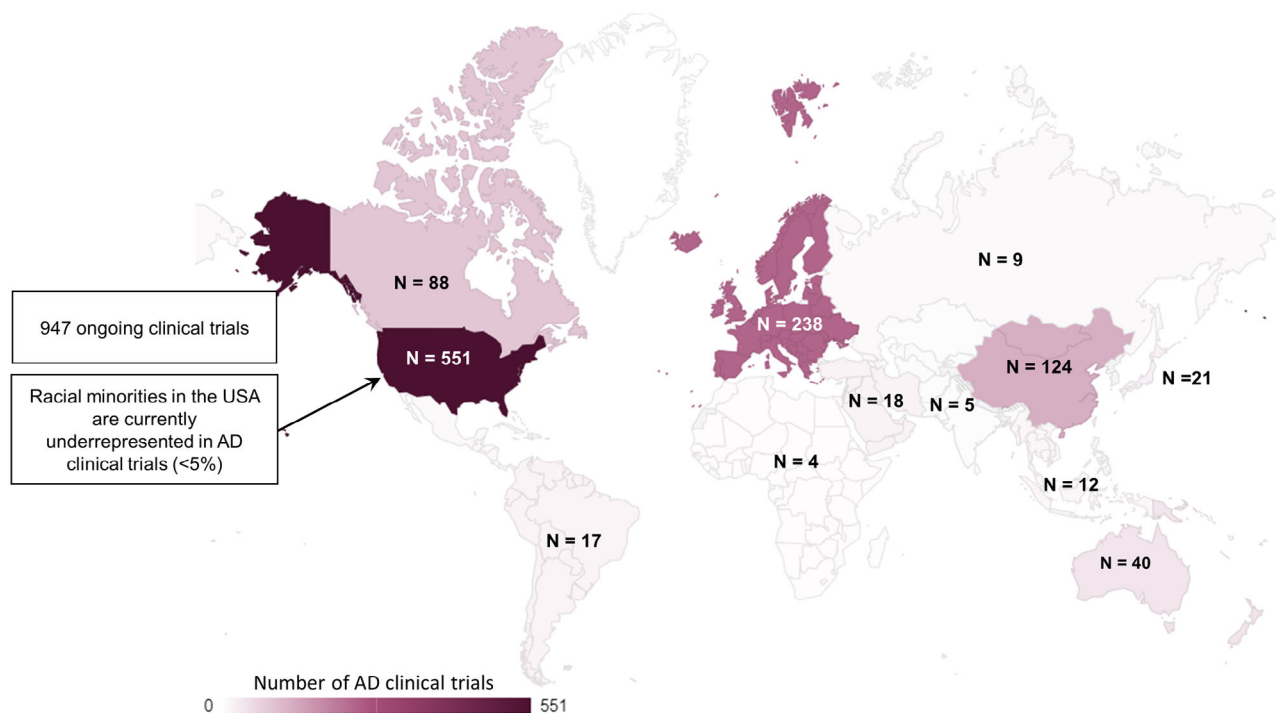 N = 9
N = 88
947 ongoing clinical trials
N = 238
N = 551
N = 124
N =21
Racial minorities in the USA
are currently
underrepresented in AD
clinical trials (<5%)
N = 18
N = 5
N = 4
N = 12
N = 17
N = 40
Number of AD clinical trials
0
551